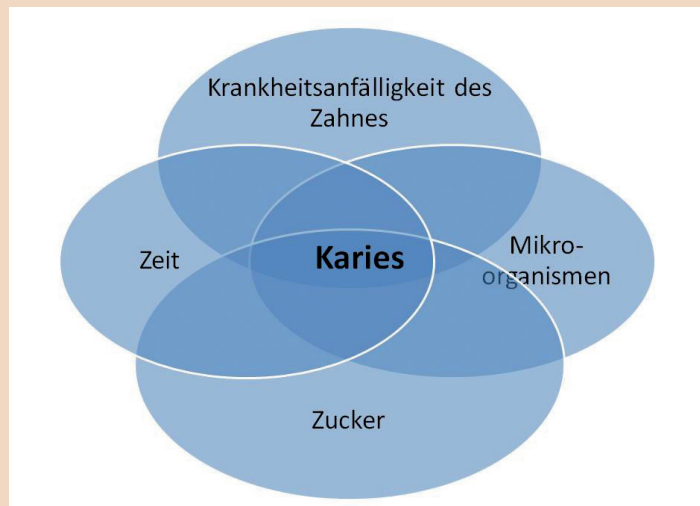 Krankheitsanfälligkeit des
Zahnes
Zeit
Karies
Mikro-
organismen
Zucker